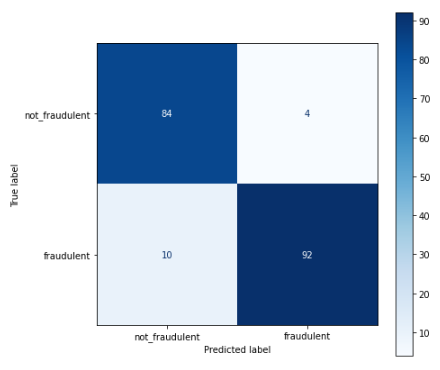 90
80
70
60
50
40
30
20
10
not_fraudulent
84
4
True label
fraudulent
10
92
not_fraudulent
fraudulent
Predicted label